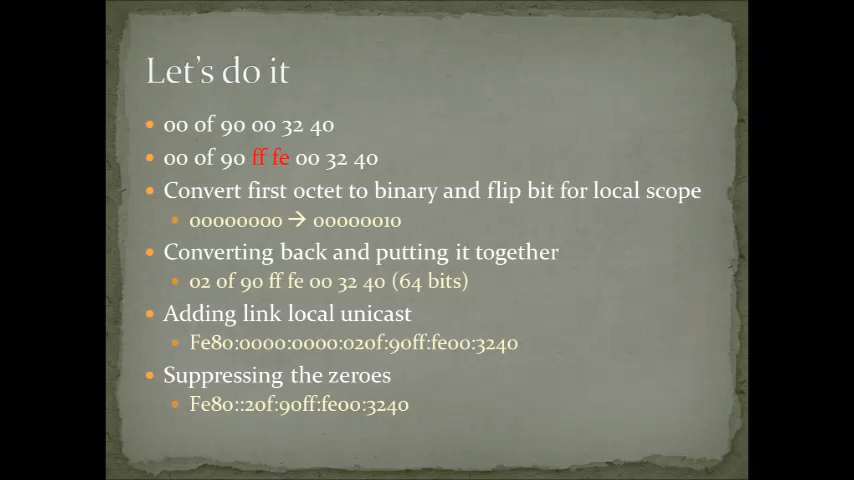 Let's do it
00 0f 90 00 32 40
00 0f 90 ff fe 00 32 40
Convert first octet to binary and flip bit for local scope
00000000 → 00000010
Converting back and putting it together
02 0f 90 ff fe 00 32 40 (64 bits)
Adding link local unicast
Fe80:0000:0000:020f:90ff:fe00:3240
Suppressing the zeroes
Fe80::20f:90ff:fe00:3240